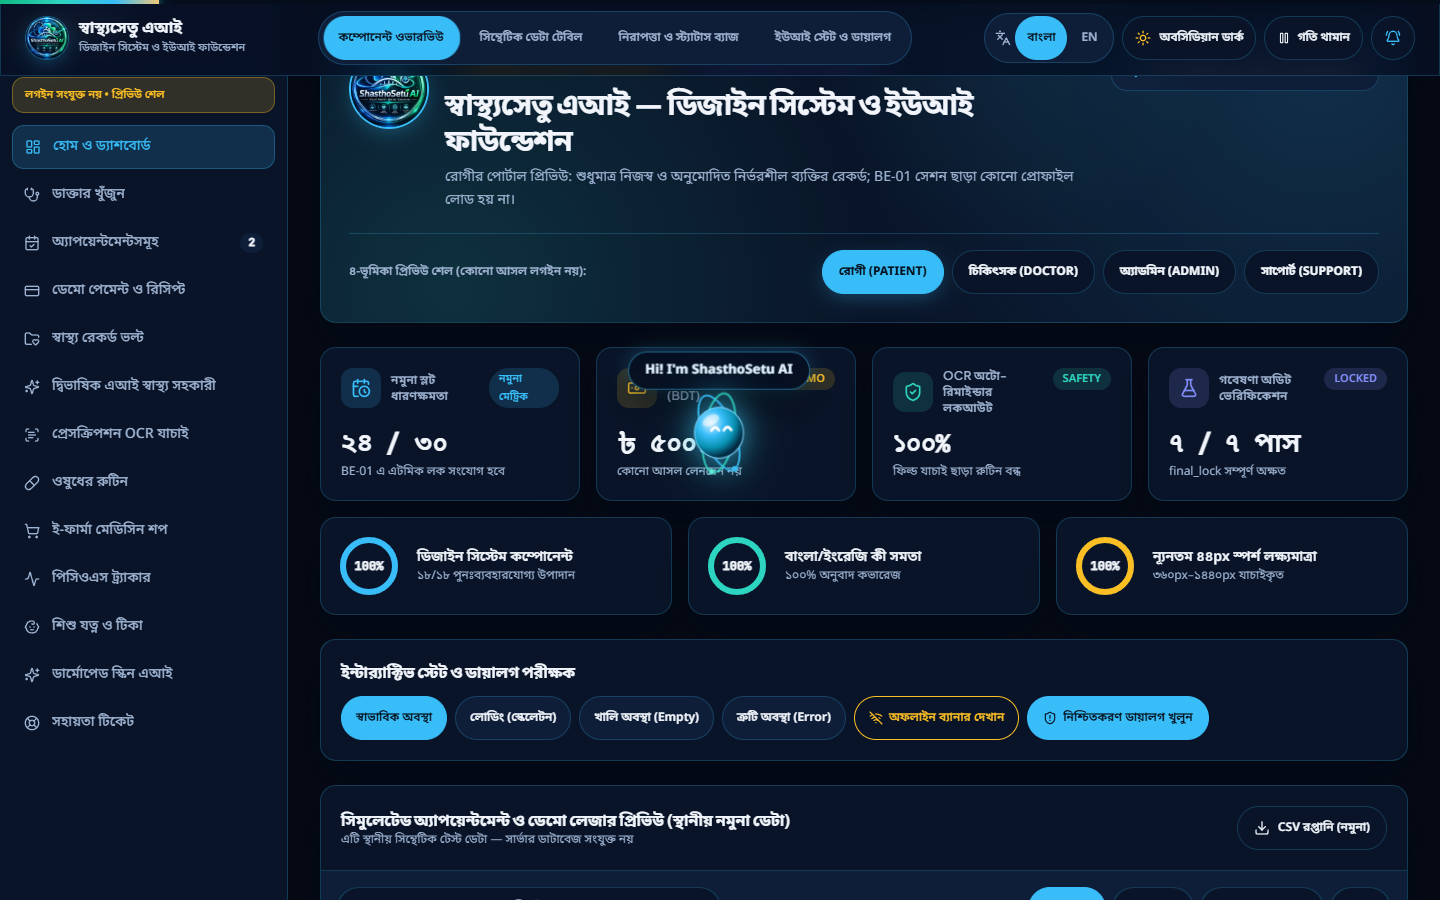 স্বাস্থ্যসেতু এআই
ডিজাইন সিস্টেম ও ইউআই ফাউন্ডেশন
কম্পোনেন্ট ওভারভিউ
সিন্থেটিক ডেটা টেবিল
নিরাপত্তা ও স্ট্যাটাস ব্যাজ
ইউআই স্টেট ও ডায়ালগ
বাংলা
EN
অবসিডিয়ান ডার্ক
গতি থামান
লগইন সংযুক্ত নয় • প্রিভিউ শেল
হোম ও ড্যাশবোর্ড
ডাক্তার খুঁজুন
অ্যাপয়েন্টমেন্টসমূহ
2
ডেমো পেমেন্ট ও রিসিপ্ট
স্বাস্থ্য রেকর্ড ভল্ট
দ্বিভাষিক এআই স্বাস্থ্য সহকারী
প্রেসক্রিপশন OCR যাচাই
ওষুধের রুটিন
ই-ফার্মা মেডিসিন শপ
পিসিওএস ট্র্যাকার
শিশু যত্ন ও টিকা
ডার্মোপেড স্কিন এআই
সহায়তা টিকেট
ShasthoSetu AI
স্বাস্থ্যসেতু এআই — ডিজাইন সিস্টেম ও ইউআই
ফাউন্ডেশন
রোগীর পোর্টাল প্রিভিউ: শুধুমাত্র নিজস্ব ও অনুমোদিত নির্ভরশীল ব্যক্তির রেকর্ড; BE-01 সেশন ছাড়া কোনো প্রোফাইল
লোড হয় না।
৪-ভূমিকা প্রিভিউ শেল (কোনো আসল লগইন নয়):
রোগী (PATIENT)
চিকিৎসক (DOCTOR)
অ্যাডমিন (ADMIN)
সাপোর্ট (SUPPORT)
নমুনা স্লট
ধারণক্ষমতা
নমুনা
মেট্রিক
২৪ / ৩০
BE-01 এ এটমিক লক সংযোগ হবে
Hi! I'm ShasthoSetu AI
MO
(BDT)
৳ ৫০০
কোনো আসল লেনদেন নয়
OCR অটো-
রিমাইন্ডার
লকআউট
SAFETY
১০০%
ফিল্ড যাচাই ছাড়া রুটিন বন্ধ
গবেষণা অডিট
ভেরিফিকেশন
LOCKED
৭ / ৭ পাস
final_lock সম্পূর্ণ অক্ষত
100%
ডিজাইন সিস্টেম কম্পোনেন্ট
১৮/১৮ পুনঃব্যবহারযোগ্য উপাদান
100%
বাংলা/ইংরেজি কী সমতা
১০০% অনুবাদ কভারেজ
100%
ন্যূনতম ৪৪px স্পর্শ লক্ষ্যমাত্রা
৩৬০px–১৪৪০px যাচাইকৃত
ইন্টার‍্যাক্টিভ স্টেট ও ডায়ালগ পরীক্ষক
স্বাভাবিক অবস্থা
লোডিং (স্কেলেটন)
খালি অবস্থা (Empty)
ত্রুটি অবস্থা (Error)
অফলাইন ব্যানার দেখান
নিশ্চিতকরণ ডায়ালগ খুলুন
সিমুলেটেড অ্যাপয়েন্টমেন্ট ও ডেমো লেজার প্রিভিউ (স্থানীয় নমুনা ডেটা)
এটি স্থানীয় সিন্থেটিক টেস্ট ডেটা — সার্ভার ডাটাবেজ সংযুক্ত নয়
CSV রপ্তানি (নমুনা)